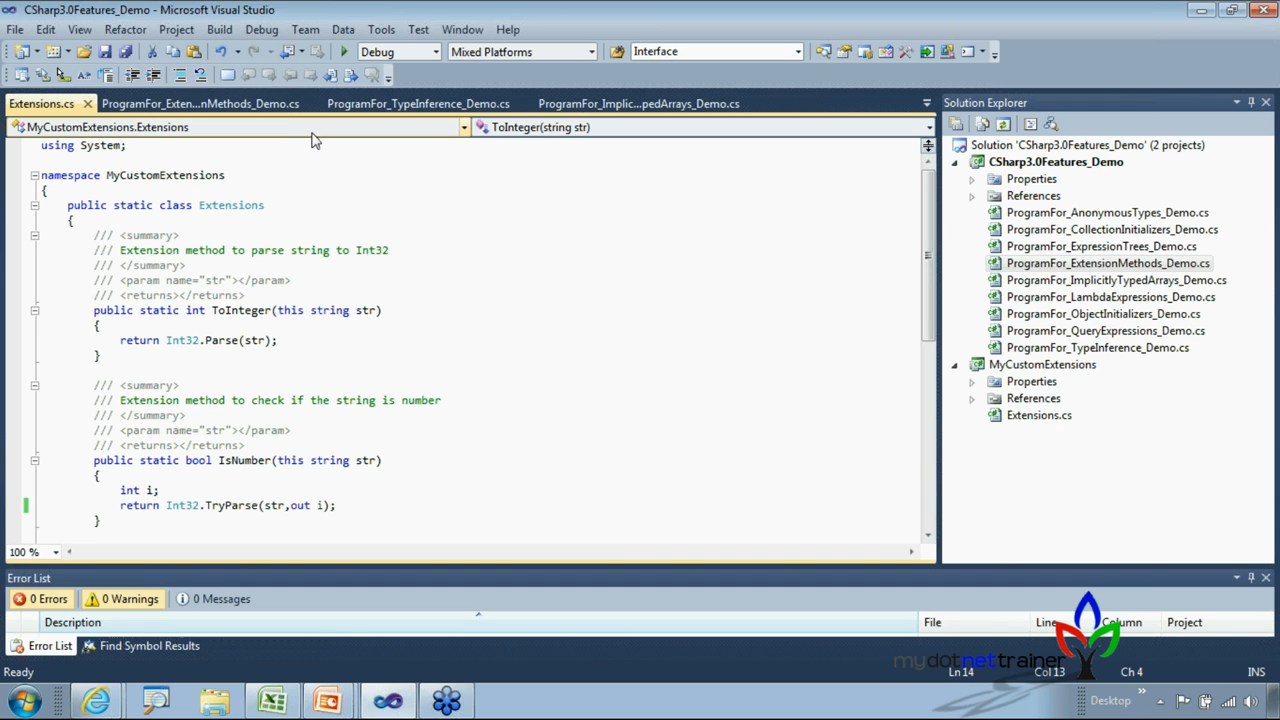 CSharp3.0Features_Demo - Microsoft Visual Studio
File Edit View Refactor Project Build Debug Team Data Tools Test Window Help
Debug Mixed Platforms Interface
Extensions.cs ProgramFor_Exten...nMethods_Demo.cs ProgramFor_TypeInference_Demo.cs ProgramFor_Implic...pedArrays_Demo.cs
MyCustomExtensions.Extensions ToInteger(string str)
using System;
namespace MyCustomExtensions
{
public static class Extensions
{
/// <summary>
/// Extension method to parse string to Int32
/// </summary>
/// <param name="str"></param>
/// <returns></returns>
public static int ToInteger(this string str)
{
return Int32.Parse(str);
}
/// <summary>
/// Extension method to check if the string is number
/// </summary>
/// <param name="str"></param>
/// <returns></returns>
public static bool IsNumber(this string str)
{
int i;
return Int32.TryParse(str,out i);
}
100 %
Solution Explorer
Solution 'CSharp3.0Features_Demo' (2 projects)
CSharp3.0Features_Demo
Properties
References
ProgramFor_AnonymousTypes_Demo.cs
ProgramFor_CollectionInitializers_Demo.cs
ProgramFor_ExpressionTrees_Demo.cs
ProgramFor_ExtensionMethods_Demo.cs
ProgramFor_ImplicitlyTypedArrays_Demo.cs
ProgramFor_LambdaExpressions_Demo.cs
ProgramFor_ObjectInitializers_Demo.cs
ProgramFor_QueryExpressions_Demo.cs
ProgramFor_TypeInference_Demo.cs
MyCustomExtensions
Properties
References
Extensions.cs
Error List
0 Errors 0 Warnings 0 Messages
Description File Line Column Project
Error List Find Symbol Results
mydotnettrainer
Ready Ln 14 Col 13 Ch 4 INS
Desktop